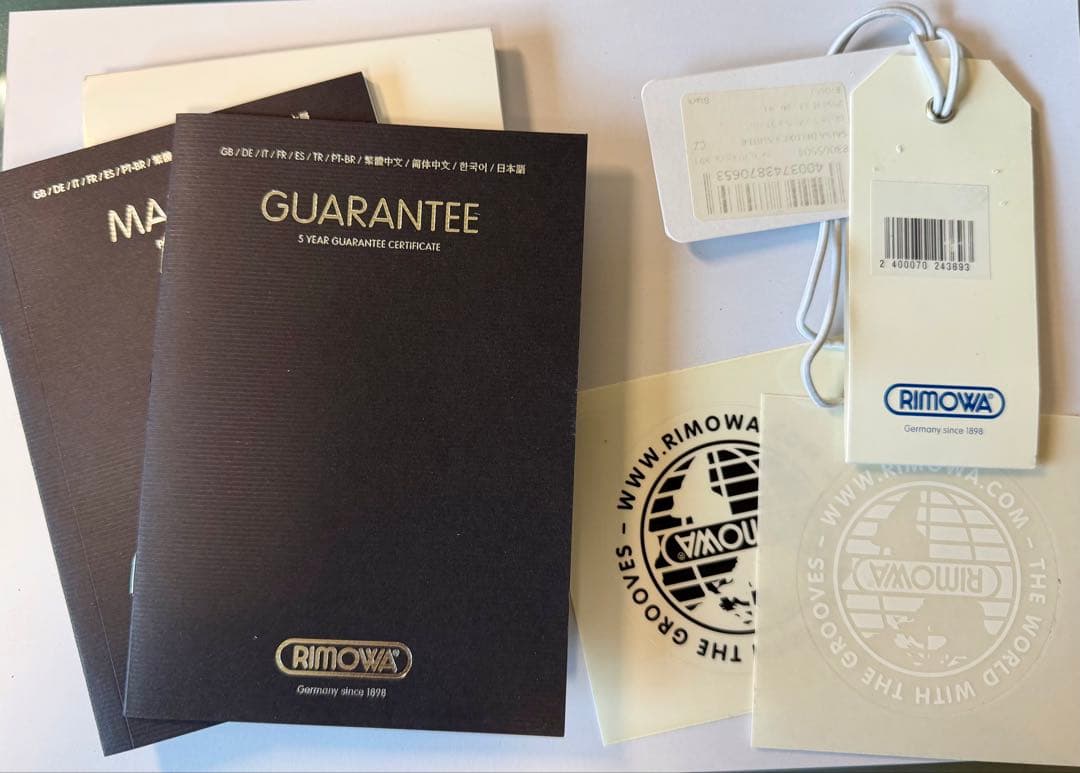 GB / DE / IT / FR / ES / TR / PT-BR / 繁體中文 / 简体中文 / 한국어 / 日本語
GUARANTEE
5 YEAR GUARANTEE CERTIFICATE
RIMOWA®
Germany since 1898
GB / DE / IT / FR / ES / PT-BR / 繁體
MA
Black
CZ
4003743870653
2 400070 243693
RIMOWA®
Germany since 1898
WWW.RIMOWA
THE GROOVES –
RIMOWA®
WWW.RIMOWA.COM – THE WORLD WITH THE GROOVES –
RIMOWA®